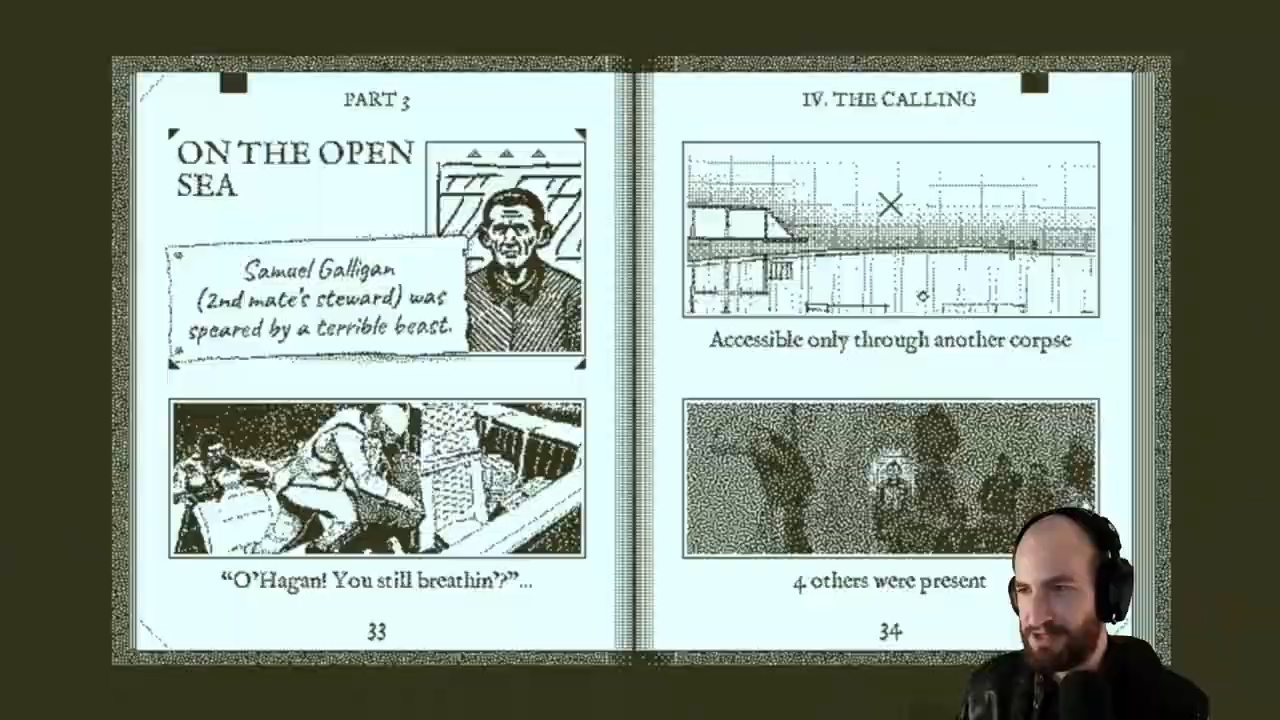 PART 3
ON THE OPEN
SEA
Samuel Galligan
(2nd mate's steward) was
speared by a terrible beast.
"O'Hagan! You still breathin'?"...
33
IV. THE CALLING
Accessible only through another corpse
4 others were present
34